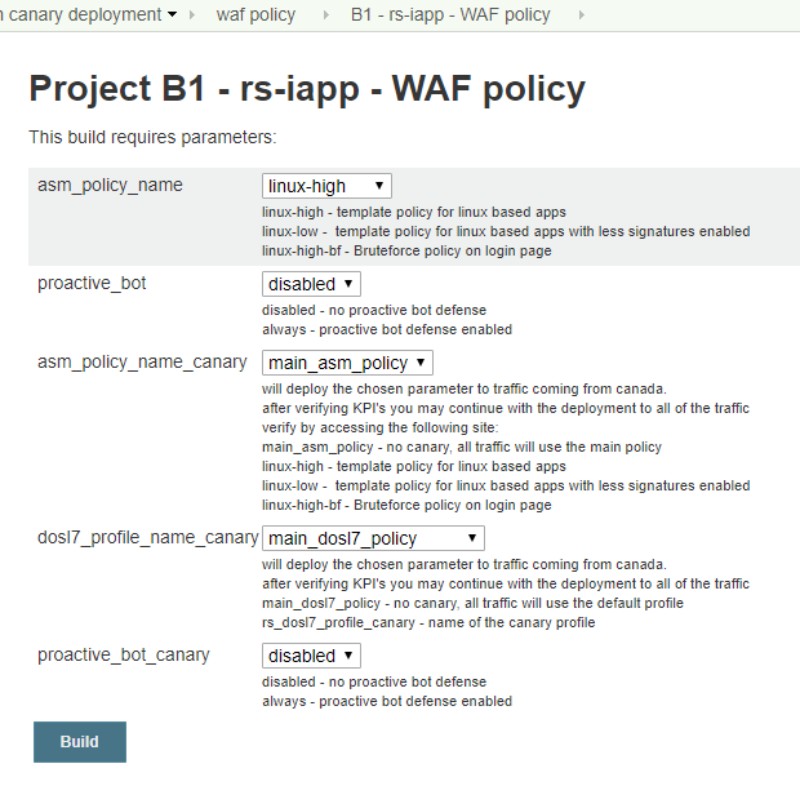 canary deployment waf policy B1 - rs-iapp - WAF policy
Project B1 - rs-iapp - WAF policy
This build requires parameters:
asm_policy_name linux-high
linux-high - template policy for linux based apps
linux-low - template policy for linux based apps with less signatures enabled
linux-high-bf - Bruteforce policy on login page
proactive_bot disabled
disabled - no proactive bot defense
always - proactive bot defense enabled
asm_policy_name_canary main_asm_policy
will deploy the chosen parameter to traffic coming from canada.
after verifying KPI's you may continue with the deployment to all of the traffic
verify by accessing the following site:
main_asm_policy - no canary, all traffic will use the main policy
linux-high - template policy for linux based apps
linux-low - template policy for linux based apps with less signatures enabled
linux-high-bf - Bruteforce policy on login page
dosl7_profile_name_canary main_dosl7_policy
will deploy the chosen parameter to traffic coming from canada.
after verifying KPI's you may continue with the deployment to all of the traffic
main_dosl7_policy - no canary, all traffic will use the default profile
rs_dosl7_profile_canary - name of the canary profile
proactive_bot_canary disabled
disabled - no proactive bot defense
always - proactive bot defense enabled
Build